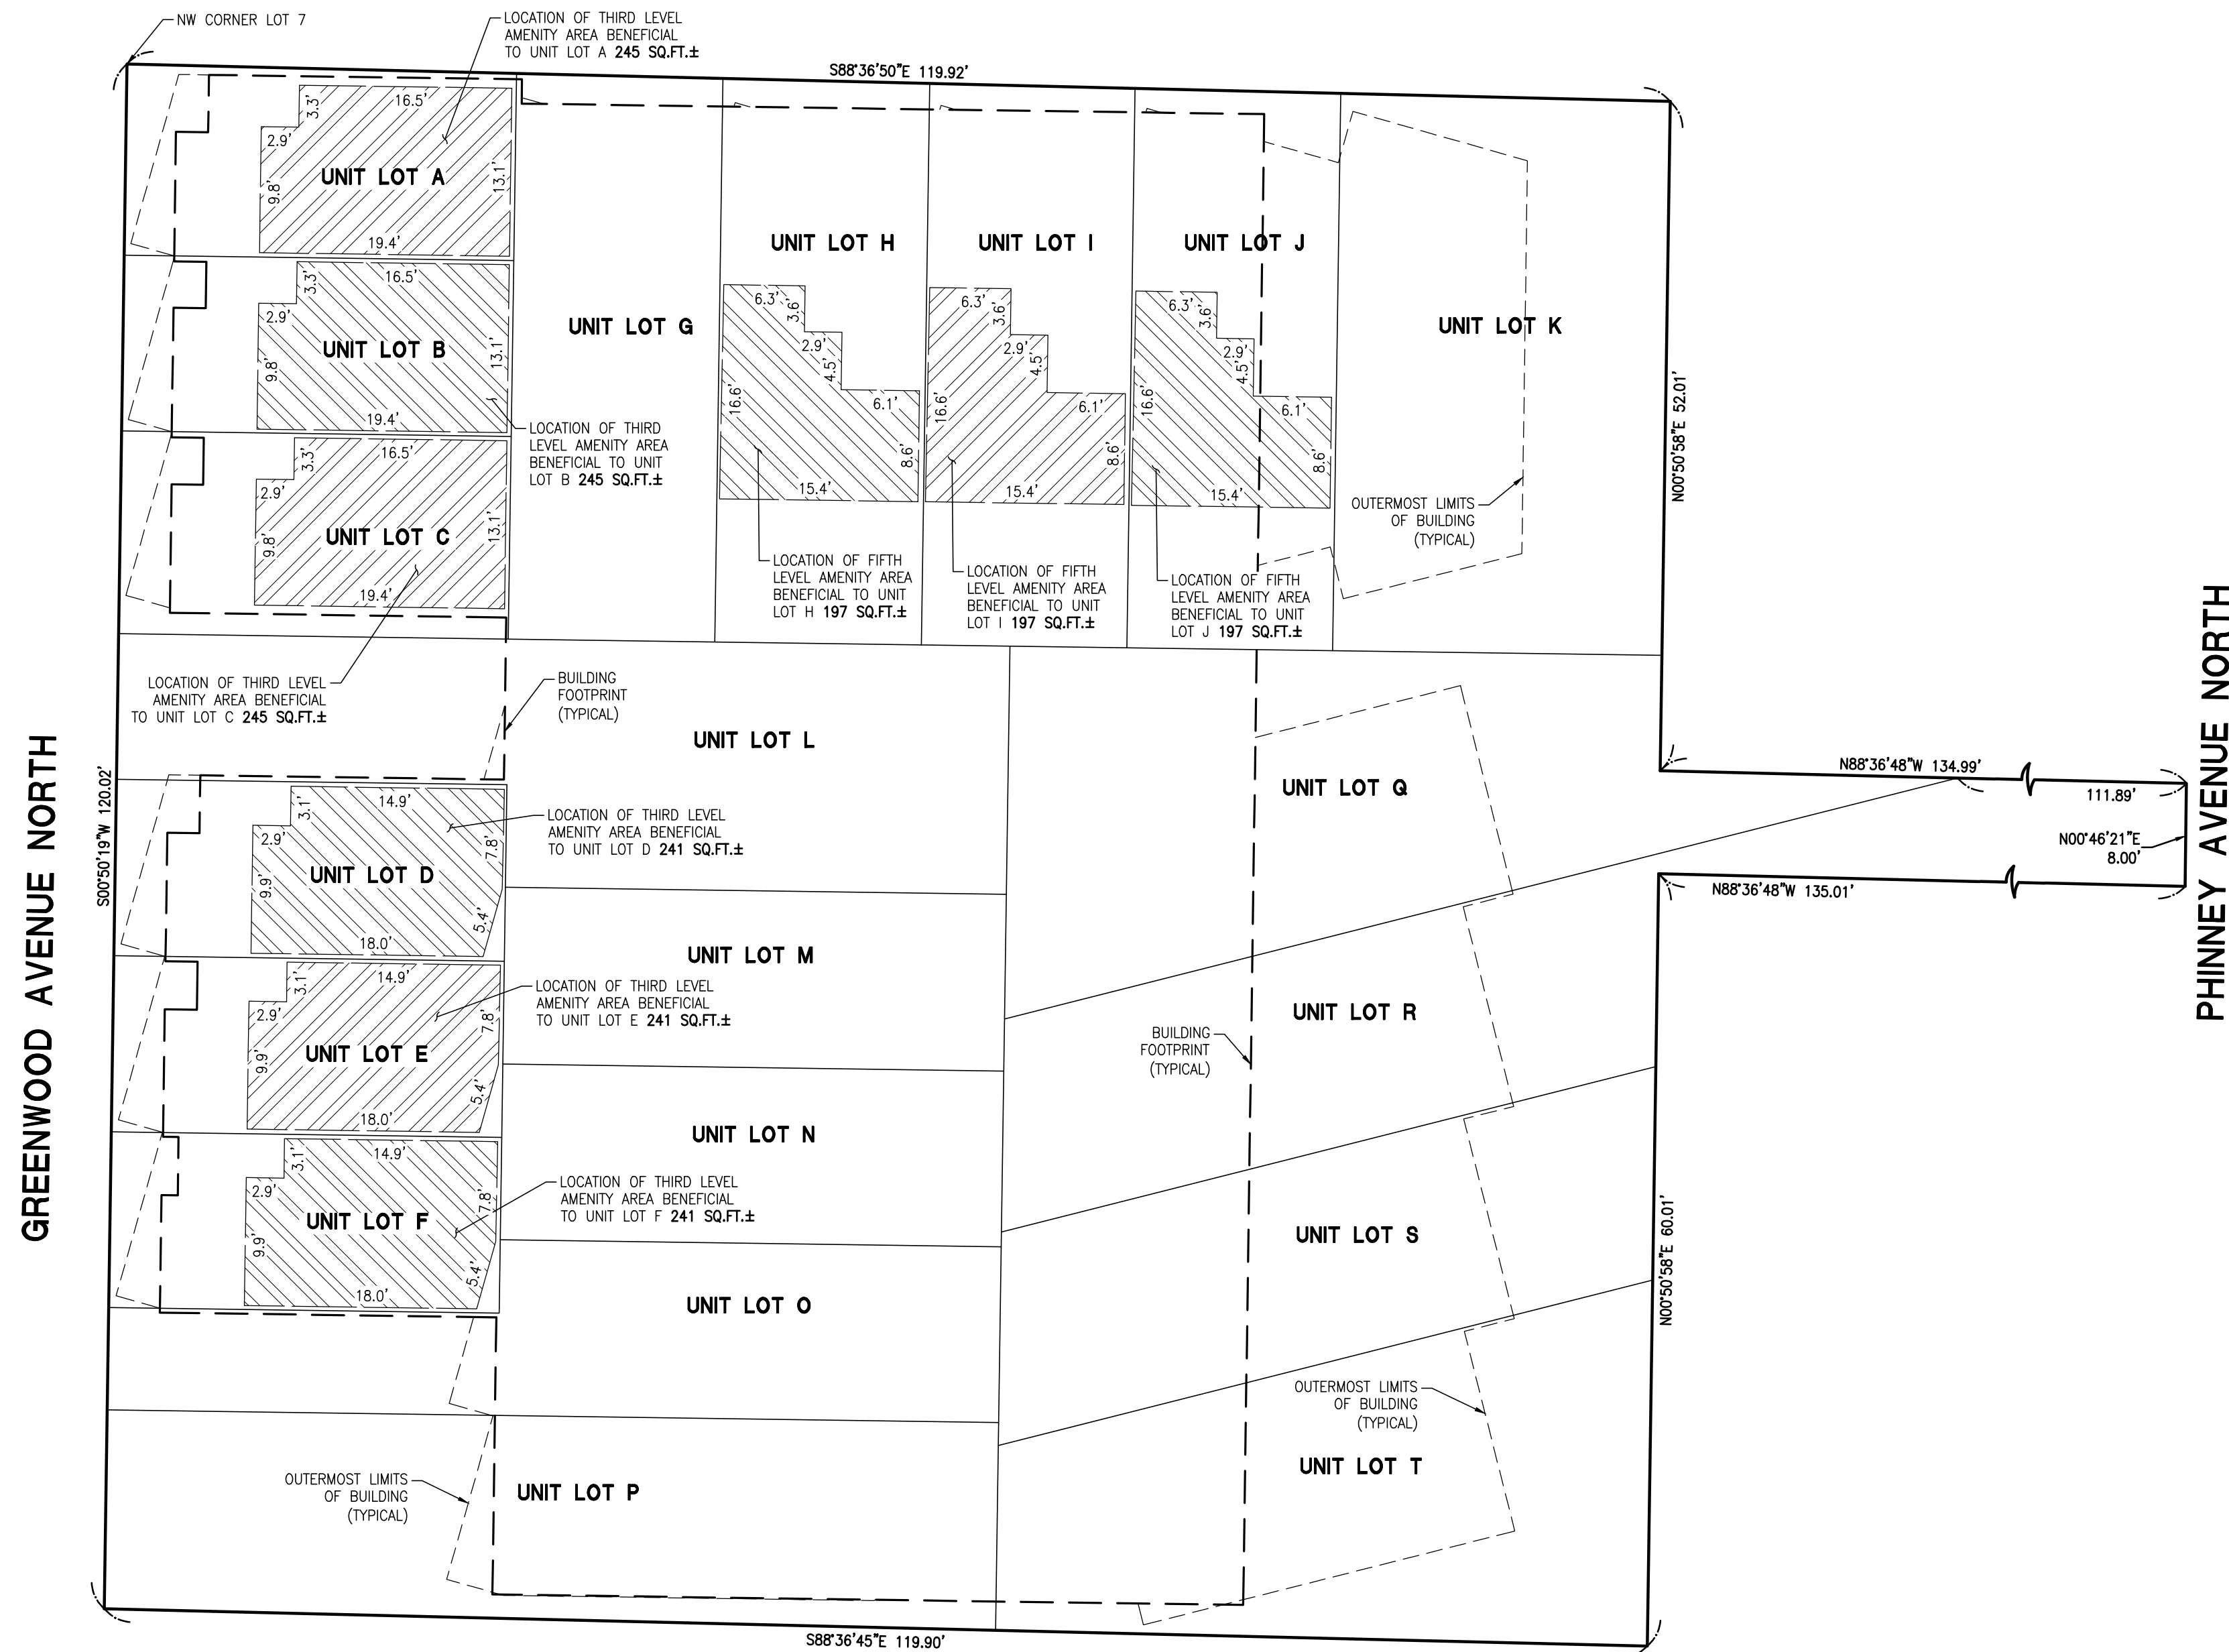 NW CORNER LOT 7
LOCATION OF THIRD LEVEL
AMENITY AREA BENEFICIAL
TO UNIT LOT A 245 SQ.FT.±
S88°36'50"E 119.92'
3.3'
16.5'
2.9'
UNIT LOT A
9.8'
13.1'
19.4'
3.3'
16.5'
2.9'
UNIT LOT B
9.8'
13.1'
19.4'
LOCATION OF THIRD
LEVEL AMENITY AREA
BENEFICIAL TO UNIT
LOT B 245 SQ.FT.±
3.3'
16.5'
2.9'
UNIT LOT C
9.8'
13.1'
19.4'
LOCATION OF THIRD LEVEL
AMENITY AREA BENEFICIAL
TO UNIT LOT C 245 SQ.FT.±
UNIT LOT G
UNIT LOT H
6.3'
3.6'
2.9'
4.5'
6.1'
16.6'
8.6'
15.4'
LOCATION OF FIFTH
LEVEL AMENITY AREA
BENEFICIAL TO UNIT
LOT H 197 SQ.FT.±
UNIT LOT I
6.3'
3.6'
2.9'
4.5'
6.1'
16.6'
8.6'
15.4'
LOCATION OF FIFTH
LEVEL AMENITY AREA
BENEFICIAL TO UNIT
LOT I 197 SQ.FT.±
UNIT LOT J
6.3'
3.6'
2.9'
4.5'
6.1'
16.6'
8.6'
15.4'
LOCATION OF FIFTH
LEVEL AMENITY AREA
BENEFICIAL TO UNIT
LOT J 197 SQ.FT.±
UNIT LOT K
OUTERMOST LIMITS
OF BUILDING
(TYPICAL)
N00°50'58"E 52.01'
BUILDING
FOOTPRINT
(TYPICAL)
UNIT LOT L
GREENWOOD AVENUE NORTH
S00°50'19"W 120.02'
3.1'
14.9'
2.9'
UNIT LOT D
9.9'
7.8'
5.4'
18.0'
LOCATION OF THIRD LEVEL
AMENITY AREA BENEFICIAL
TO UNIT LOT D 241 SQ.FT.±
UNIT LOT M
3.1'
14.9'
2.9'
UNIT LOT E
9.9'
7.8'
5.4'
18.0'
LOCATION OF THIRD LEVEL
AMENITY AREA BENEFICIAL
TO UNIT LOT E 241 SQ.FT.±
UNIT LOT N
3.1'
14.9'
2.9'
UNIT LOT F
9.9'
7.8'
5.4'
18.0'
LOCATION OF THIRD LEVEL
AMENITY AREA BENEFICIAL
TO UNIT LOT F 241 SQ.FT.±
UNIT LOT O
UNIT LOT P
OUTERMOST LIMITS
OF BUILDING
(TYPICAL)
UNIT LOT Q
N88°36'48"W 134.99'
111.89'
N00°46'21"E
8.00'
N88°36'48"W 135.01'
PHINNEY AVENUE NORTH
UNIT LOT R
BUILDING
FOOTPRINT
(TYPICAL)
UNIT LOT S
N00°50'58"E 60.01'
OUTERMOST LIMITS
OF BUILDING
(TYPICAL)
UNIT LOT T
S88°36'45"E 119.90'